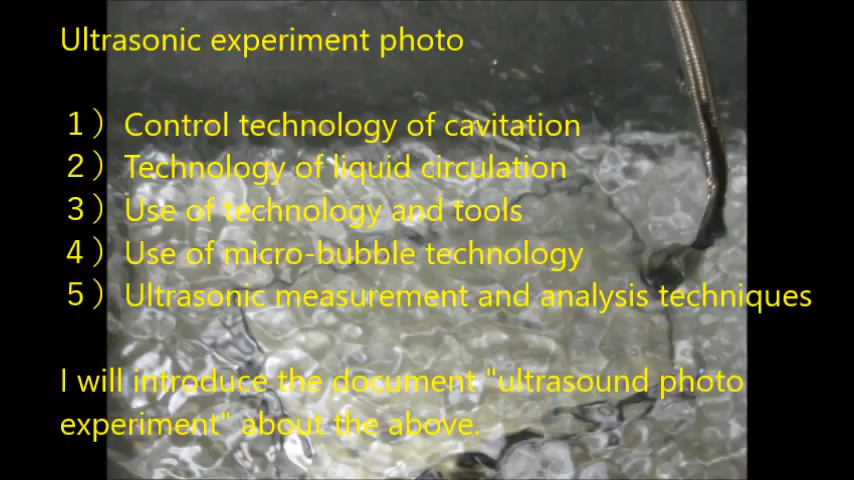 Ultrasonic experiment photo
１）Control technology of cavitation
２）Technology of liquid circulation
３）Use of technology and tools
４）Use of micro-bubble technology
５）Ultrasonic measurement and analysis techniques
I will introduce the document "ultrasound photo
experiment" about the above.